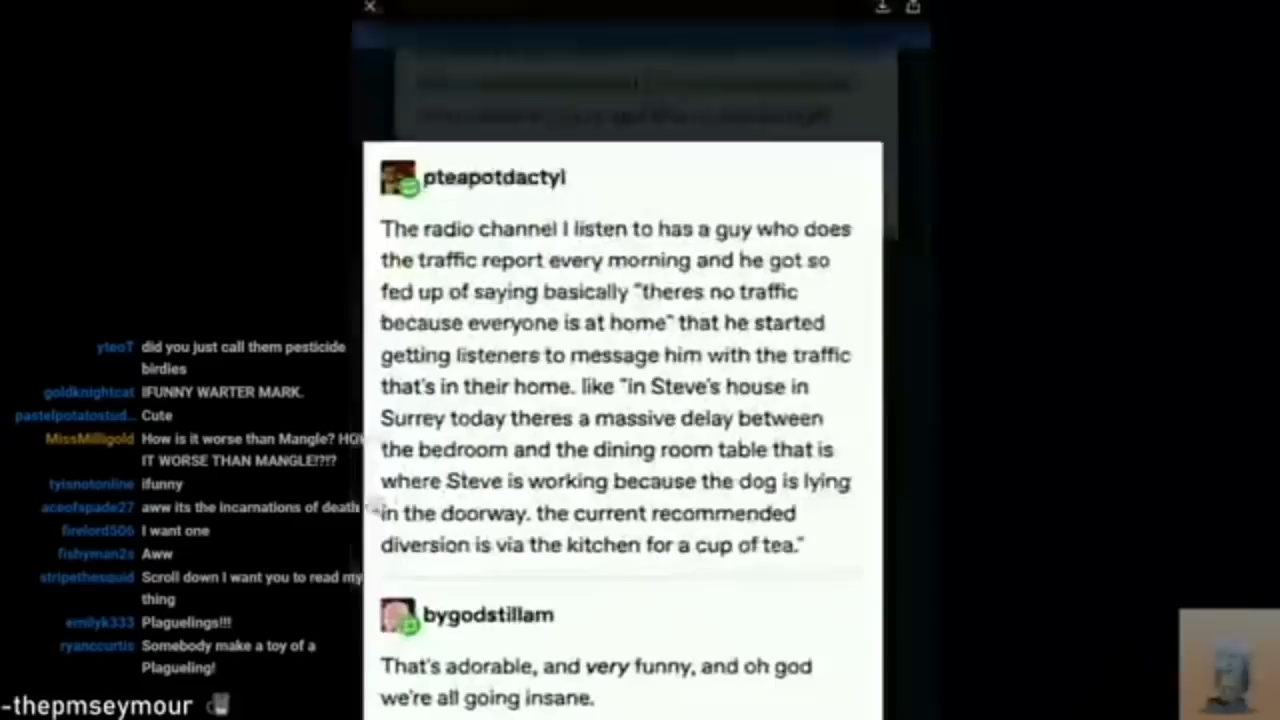 pteapotdactyl
The radio channel I listen to has a guy who does
the traffic report every morning and he got so
fed up of saying basically "theres no traffic
because everyone is at home" that he started
getting listeners to message him with the traffic
that's in their home. like "in Steve's house in
Surrey today theres a massive delay between
the bedroom and the dining room table that is
where Steve is working because the dog is lying
in the doorway. the current recommended
diversion is via the kitchen for a cup of tea."
bygodstillam
That's adorable, and very funny, and oh god
we're all going insane.
yteoT did you just call them pesticide
birdies
goldknightcat IFUNNY WARTER MARK.
pastelpotatostud... Cute
MissMilligold How is it worse than Mangle? HO
IT WORSE THAN MANGLE!?!?
tyisnotonline ifunny
aceofspade27 aww its the incarnations of death
firelord506 I want one
fishyman2s Aww
stripethesquid Scroll down I want you to read my
thing
emilyk333 Plaguelings!!!
ryanccurtis Somebody make a toy of a
Plagueling!
-thepmseymour